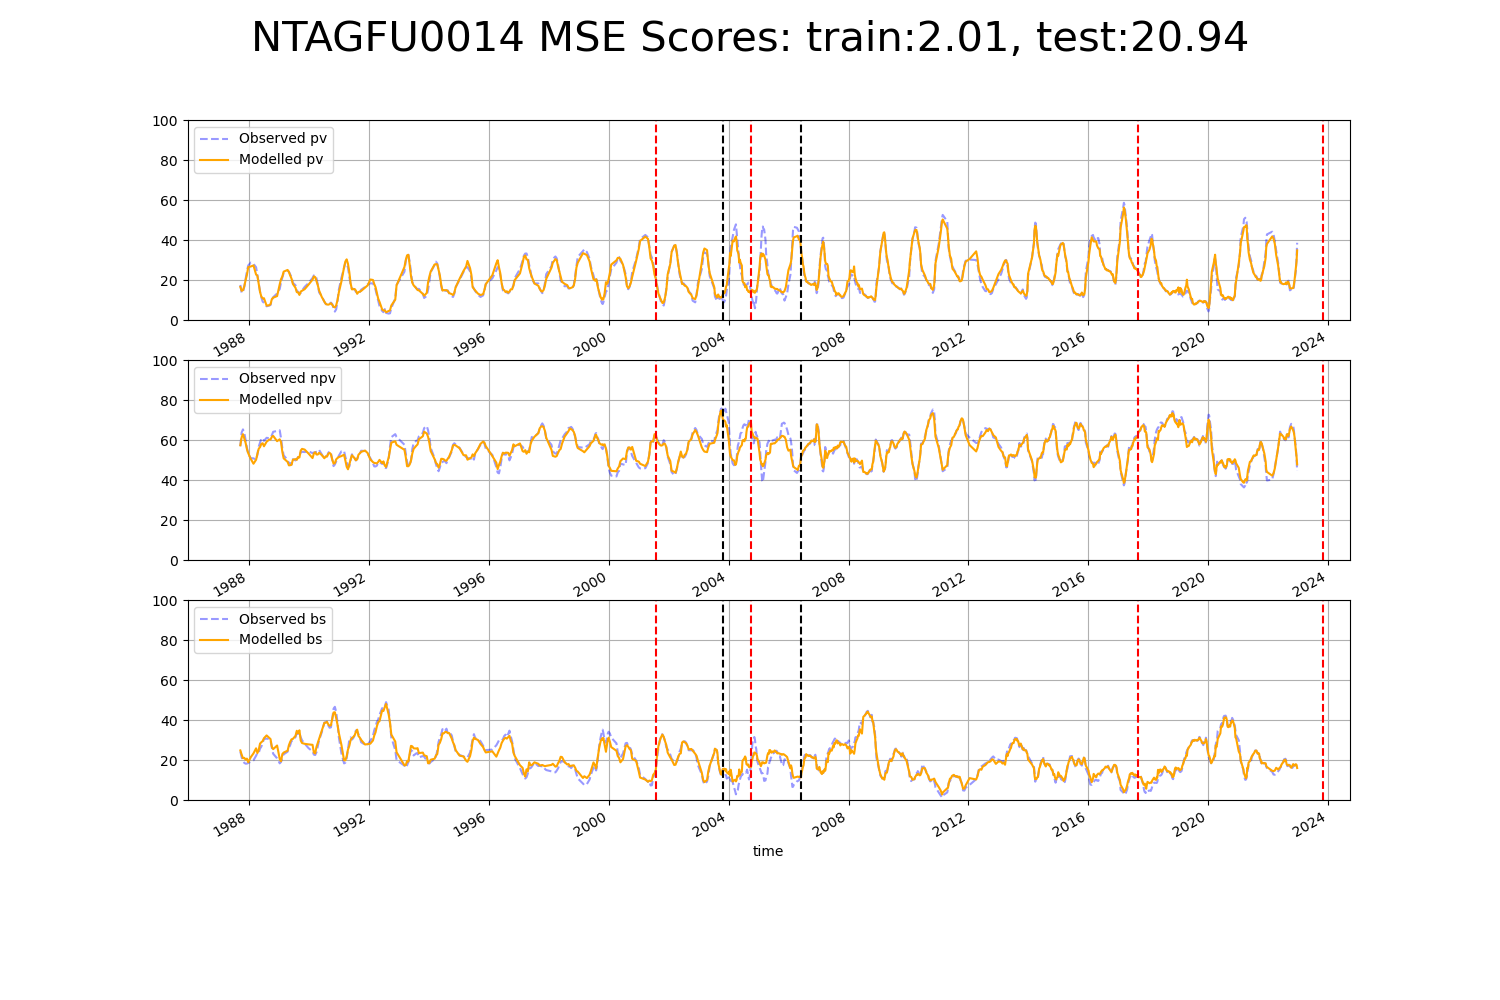 NTAGFU0014 MSE Scores: train:2.01, test:20.94
100
80
60
40
20
0
Observed pv
Modelled pv
1988 1992 1996 2000 2004 2008 2012 2016 2020 2024
100
80
60
40
20
0
Observed npv
Modelled npv
1988 1992 1996 2000 2004 2008 2012 2016 2020 2024
100
80
60
40
20
0
Observed bs
Modelled bs
1988 1992 1996 2000 2004 2008 2012 2016 2020 2024
time